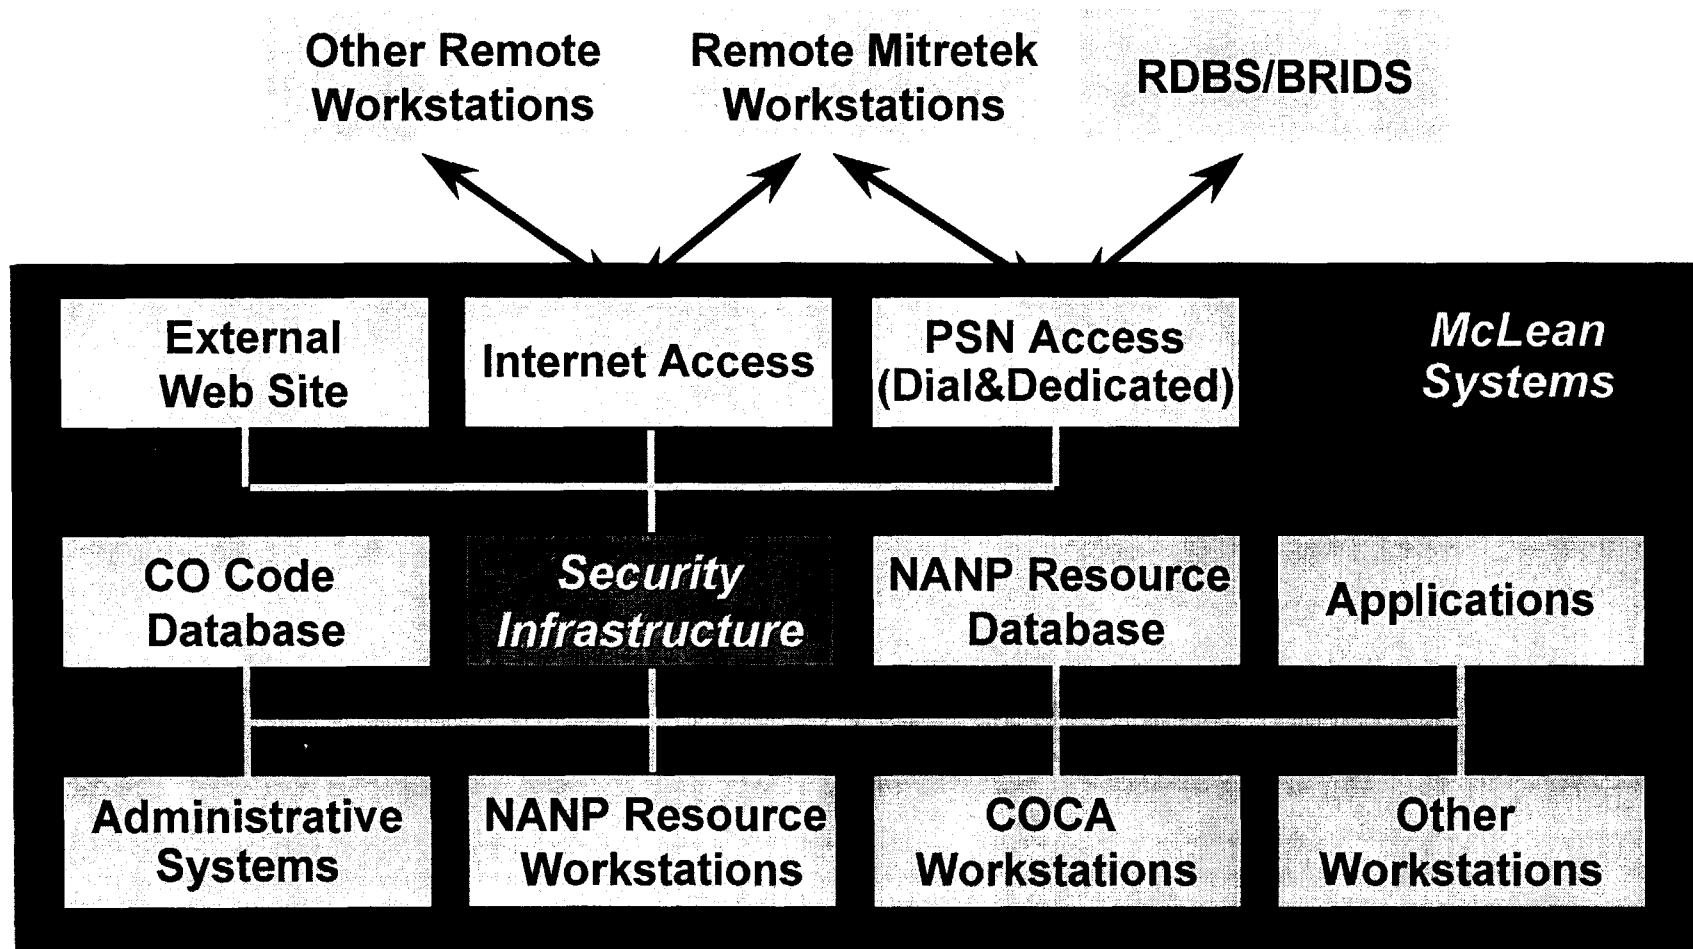 Other Remote
Workstations
Remote Mitretek
Workstations
RDBS/BRIDS
External
Web Site
Internet Access
PSN Access
(Dial&Dedicated)
McLean
Systems
CO Code
Database
Security
Infrastructure
NANP Resource
Database
Applications
Administrative
Systems
NANP Resource
Workstations
COCA
Workstations
Other
Workstations